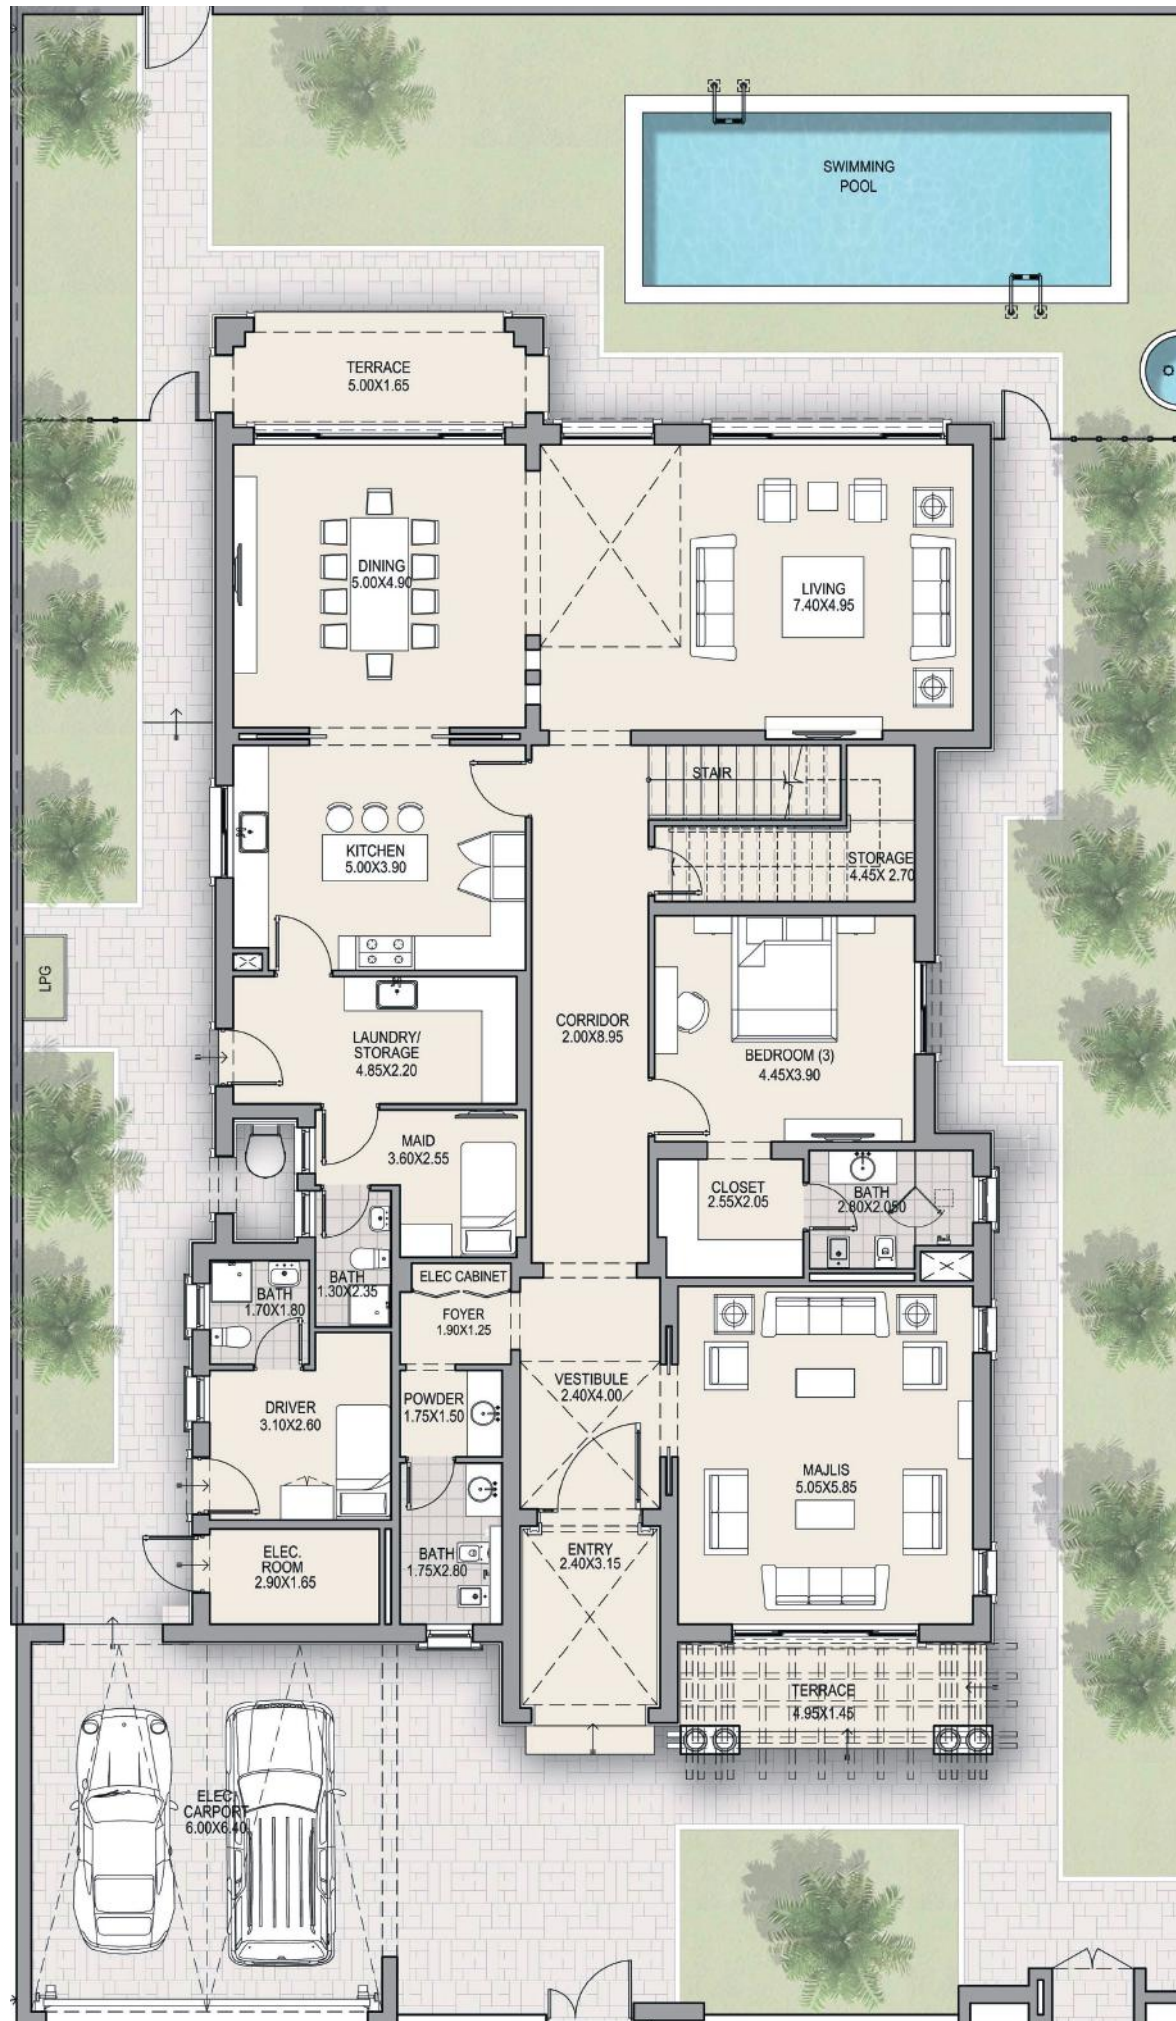 SWIMMING
POOL
TERRACE
5.00X1.65
DINING
5.00X4.90
LIVING
7.40X4.95
STAIR
KITCHEN
5.00X3.90
STORAGE
4.45X 2.70
LPG
CORRIDOR
2.00X8.95
LAUNDRY/
STORAGE
4.85X2.20
BEDROOM (3)
4.45X3.90
MAID
3.60X2.55
CLOSET
2.55X2.05
BATH
2.80X2.050
ELEC CABINET
BATH
1.30X2.35
BATH
1.70X1.80
FOYER
1.90X1.25
VESTIBULE
2.40X4.00
POWDER
1.75X1.50
DRIVER
3.10X2.60
MAJLIS
5.05X5.85
ELEC.
ROOM
2.90X1.65
BATH
1.75X2.80
ENTRY
2.40X3.15
TERRACE
4.95X1.45
ELEC.
CARPORT
6.00X6.40